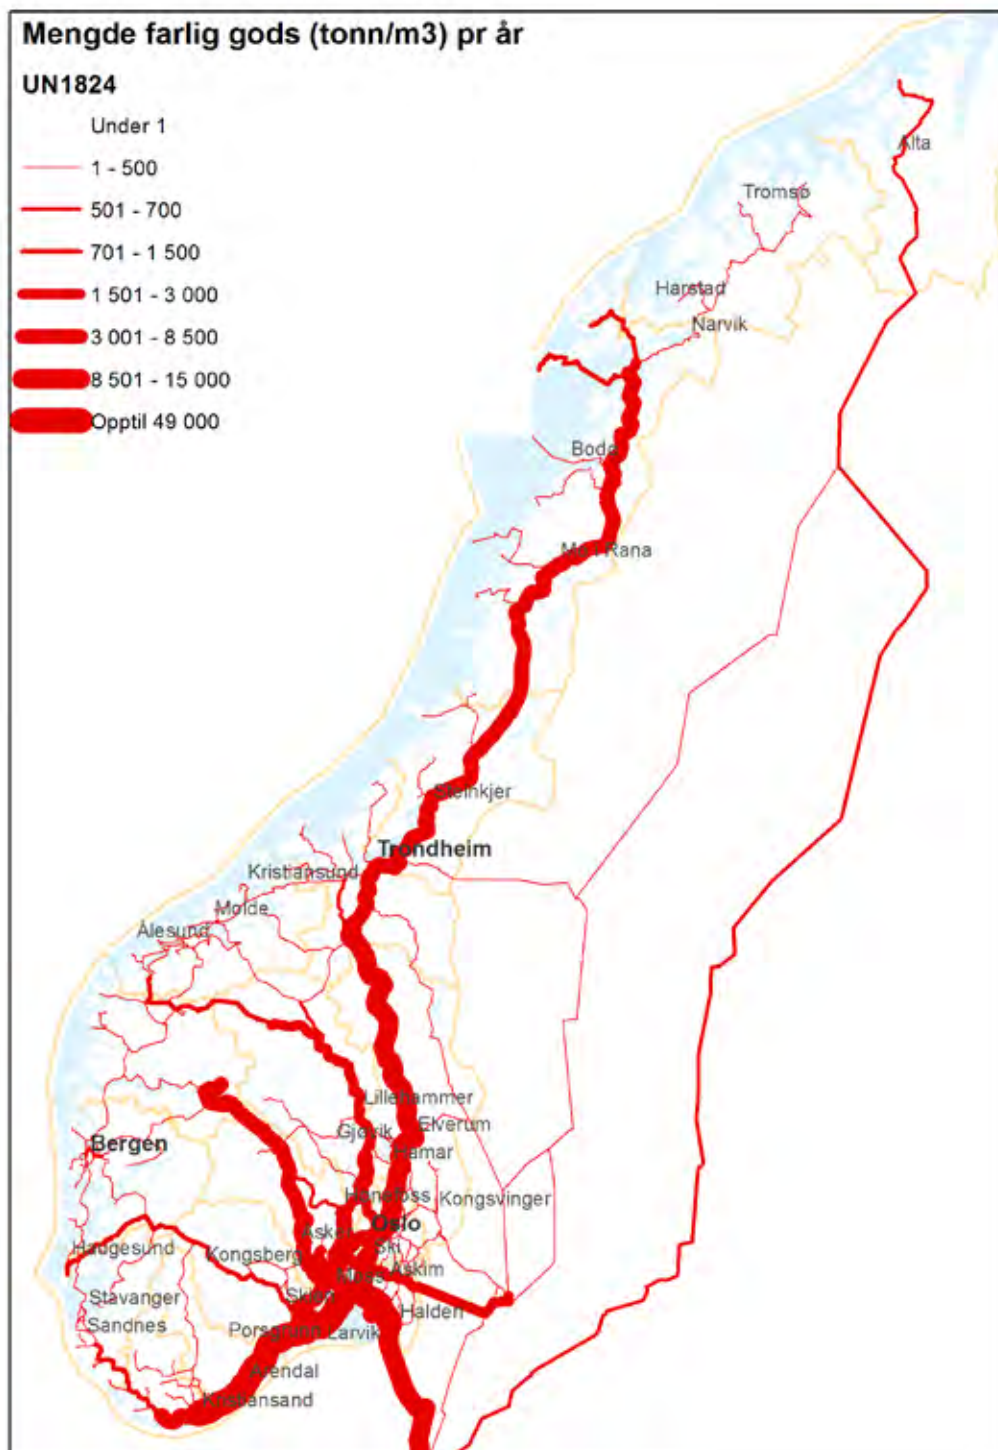 Mengde farlig gods (tonn/m3) pr år
UN1824
Under 1
1 - 500
501 - 700
701 - 1 500
1 501 - 3 000
3 001 - 8 500
8 501 - 15 000
Opptil 49 000
Alta
Tromsø
Harstad
Narvik
Bodø
Mo i Rana
Steinkjer
Trondheim
Kristiansund
Molde
Ålesund
Lillehammer
Elverum
Gjøvik
Hamar
Bergen
Hønefoss
Kongsvinger
Oslo
Asker
Ski
Haugesund
Kongsberg
Askim
Moss
Skien
Stavanger
Halden
Sandnes
Porsgrunn
Larvik
Arendal
Kristiansand